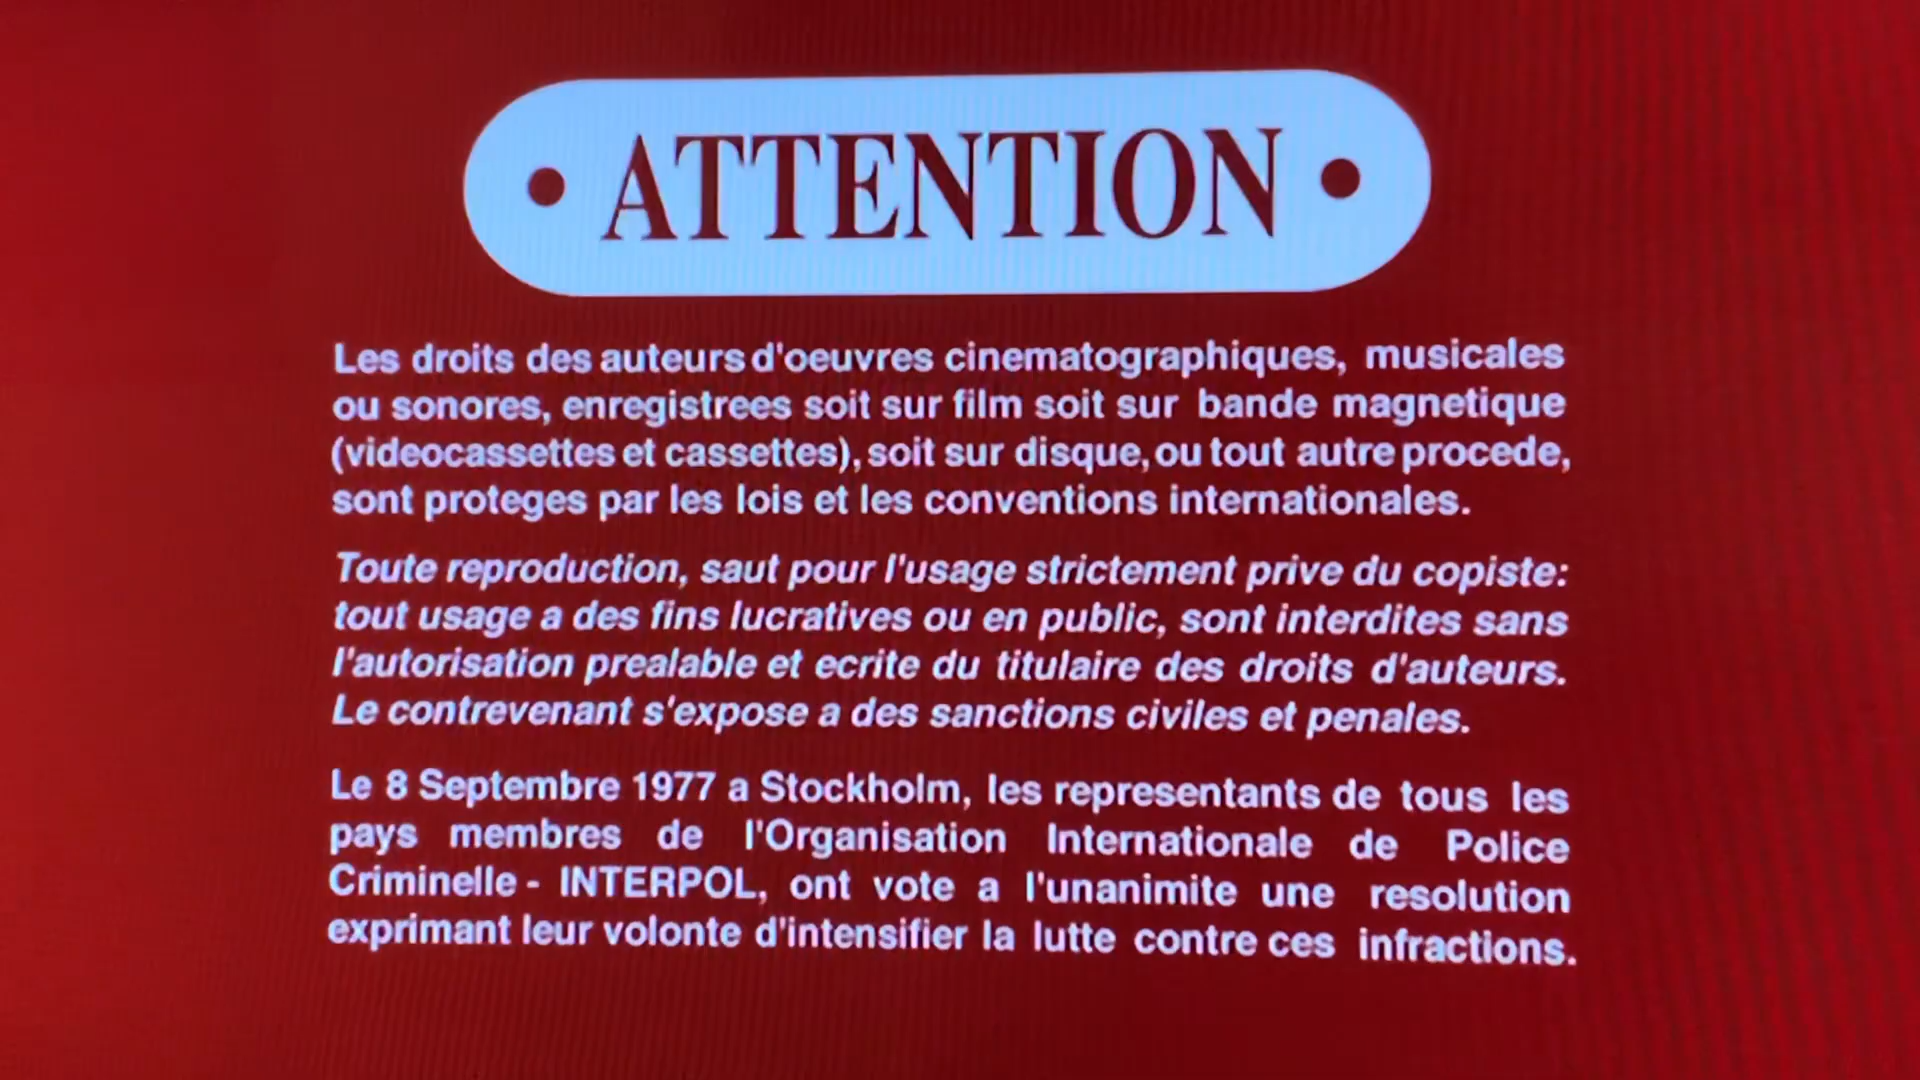 • ATTENTION •
Les droits des auteurs d'oeuvres cinematographiques, musicales
ou sonores, enregistrees soit sur film soit sur bande magnetique
(videocassettes et cassettes), soit sur disque, ou tout autre procede,
sont proteges par les lois et les conventions internationales.
Toute reproduction, saut pour l'usage strictement prive du copiste:
tout usage a des fins lucratives ou en public, sont interdites sans
l'autorisation prealable et ecrite du titulaire des droits d'auteurs.
Le contrevenant s'expose a des sanctions civiles et penales.
Le 8 Septembre 1977 a Stockholm, les representants de tous les
pays membres de l'Organisation Internationale de Police
Criminelle - INTERPOL, ont vote a l'unanimite une resolution
exprimant leur volonte d'intensifier la lutte contre ces infractions.